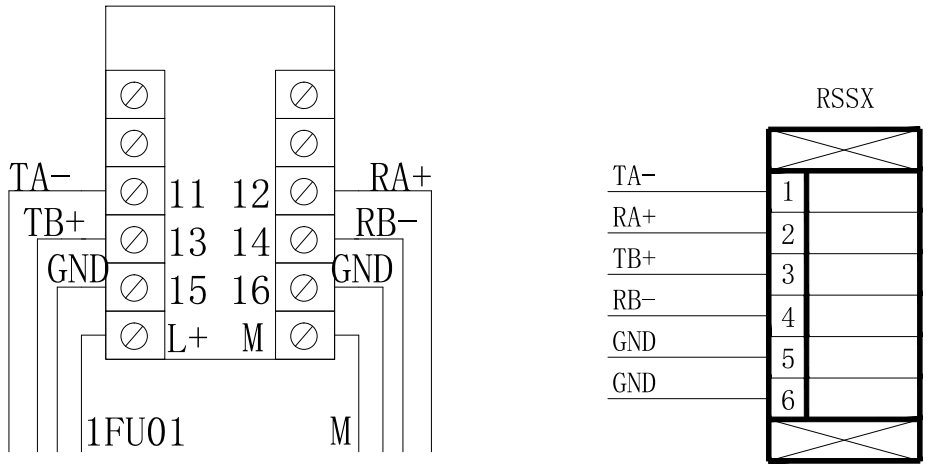 RSSX
TA-
RA+
11 12
TB+
RB-
13 14
GND
GND
15 16
L+ M
1FU01
M
TA-
1
RA+
2
TB+
3
RB-
4
GND
5
GND
6